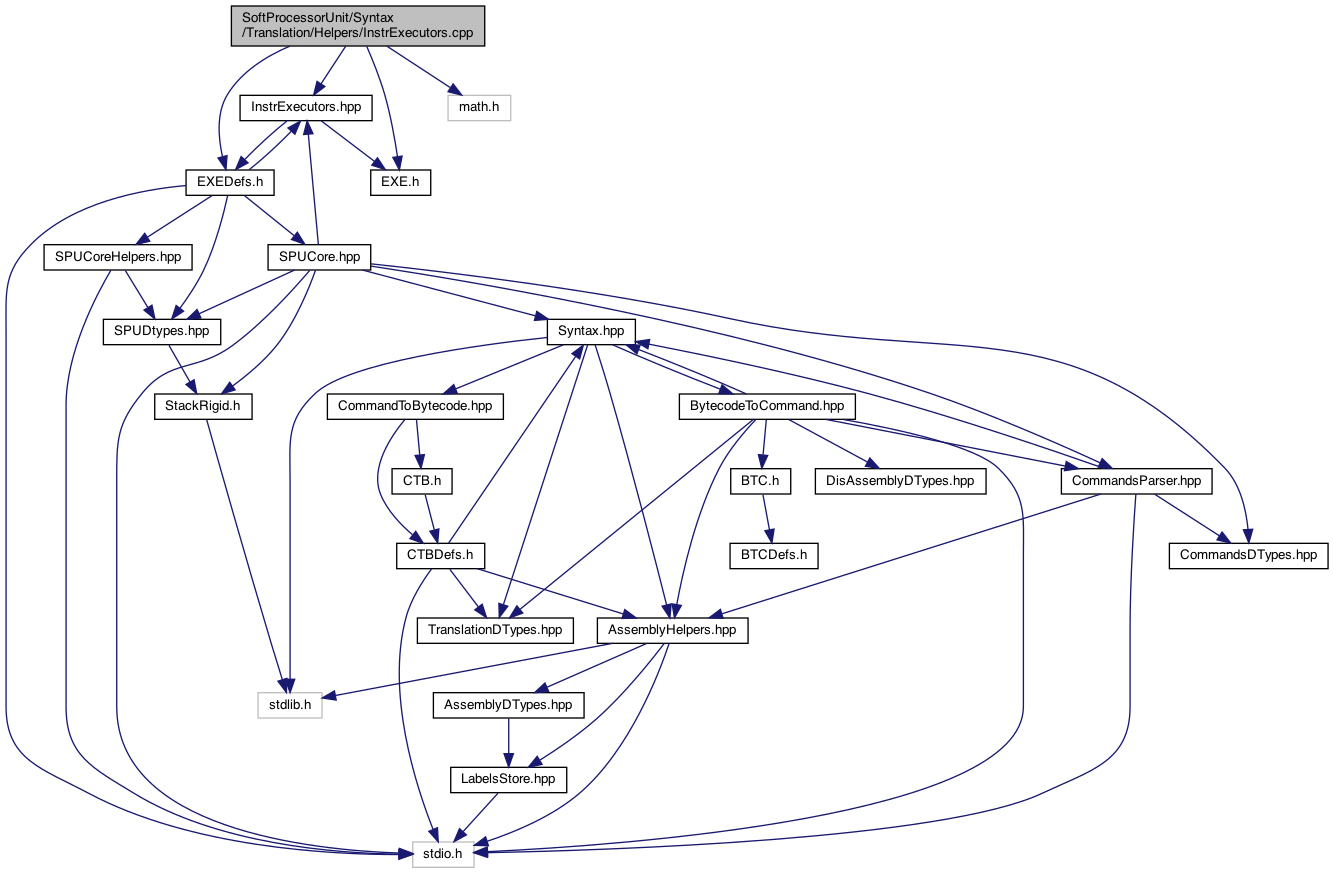 SoftProcessorUnit/Syntax
/Translation/Helpers/InstrExecutors.cpp
InstrExecutors.hpp
math.h
EXEDefs.h
EXE.h
SPUCoreHelpers.hpp
SPUCore.hpp
SPUDtypes.hpp
Syntax.hpp
StackRigid.h
CommandToBytecode.hpp
BytecodeToCommand.hpp
CTB.h
BTC.h
DisAssemblyDTypes.hpp
CommandsParser.hpp
CTBDefs.h
BTCDefs.h
CommandsDTypes.hpp
TranslationDTypes.hpp
AssemblyHelpers.hpp
stdlib.h
AssemblyDTypes.hpp
LabelsStore.hpp
stdio.h